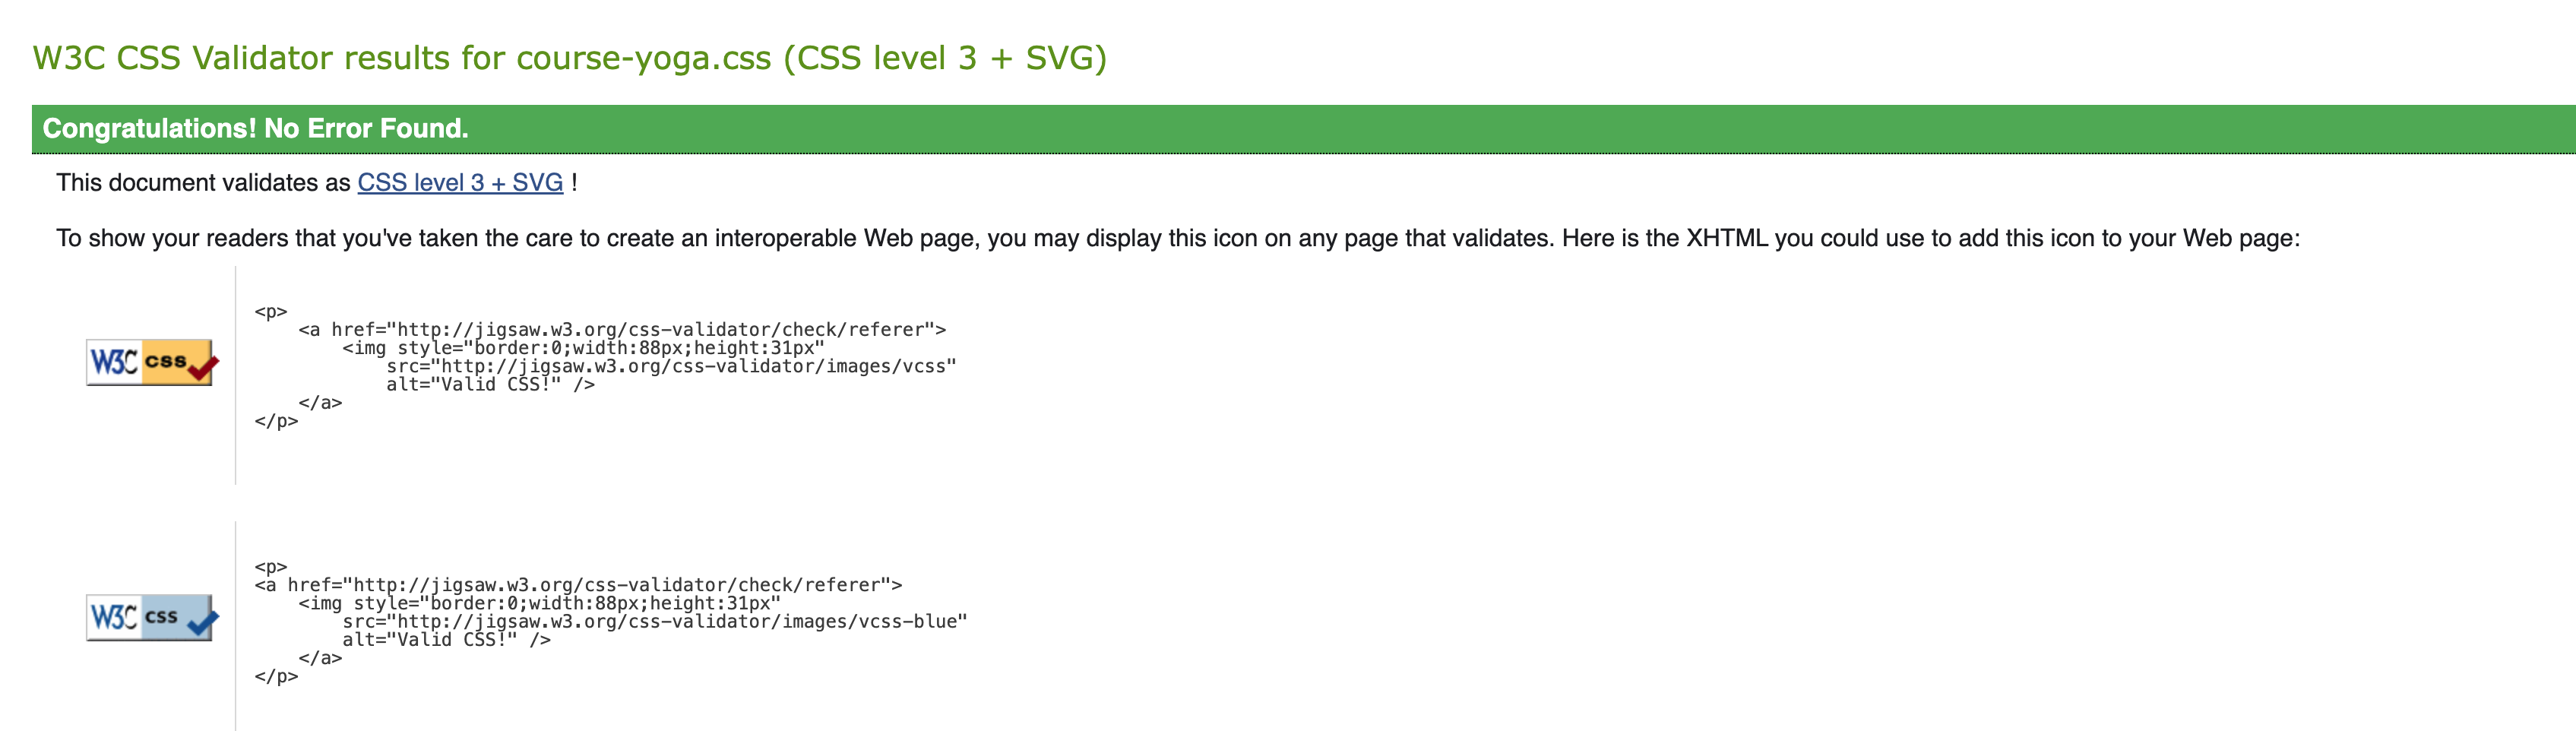 W3C CSS Validator results for course-yoga.css (CSS level 3 + SVG)
Congratulations! No Error Found.
This document validates as CSS level 3 + SVG !
To show your readers that you've taken the care to create an interoperable Web page, you may display this icon on any page that validates. Here is the XHTML you could use to add this icon to your Web page:
W3C css
<p>
    <a href="http://jigsaw.w3.org/css-validator/check/referer">
        <img style="border:0;width:88px;height:31px"
            src="http://jigsaw.w3.org/css-validator/images/vcss"
            alt="Valid CSS!" />
    </a>
</p>
W3C css
<p>
<a href="http://jigsaw.w3.org/css-validator/check/referer">
    <img style="border:0;width:88px;height:31px"
        src="http://jigsaw.w3.org/css-validator/images/vcss-blue"
        alt="Valid CSS!" />
    </a>
</p>